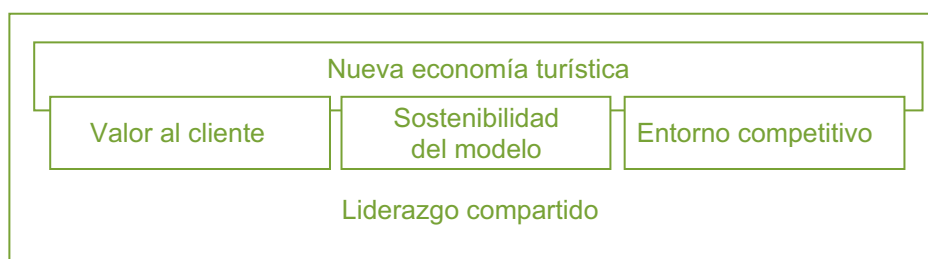 Nueva economía turística
Valor al cliente
Sostenibilidad
del modelo
Entorno competitivo
Liderazgo compartido